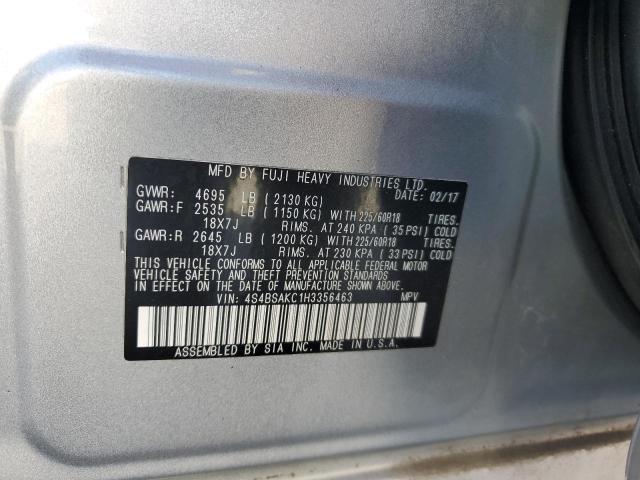 MFD BY FUJI HEAVY INDUSTRIES LTD.
GVWR: 4695 LB ( 2130 KG) DATE: 02/17
GAWR:F 2535 LB ( 1150 KG) WITH 225/60R18 TIRES.
18X7J RIMS. AT 240 KPA ( 35 PSI) COLD
GAWR:R 2645 LB ( 1200 KG) WITH 225/60R18 TIRES.
18X7J RIMS. AT 230 KPA ( 33 PSI) COLD
THIS VEHICLE CONFORMS TO ALL APPLICABLE FEDERAL MOTOR
VEHICLE SAFETY AND THEFT PREVENTION STANDARDS
IN EFFECT ON THE DATE OF MANUFACTURE SHOWN ABOVE.
VIN: 4S4BSAKC1H3356463 MPV
ASSEMBLED BY SIA INC. MADE IN U.S.A.